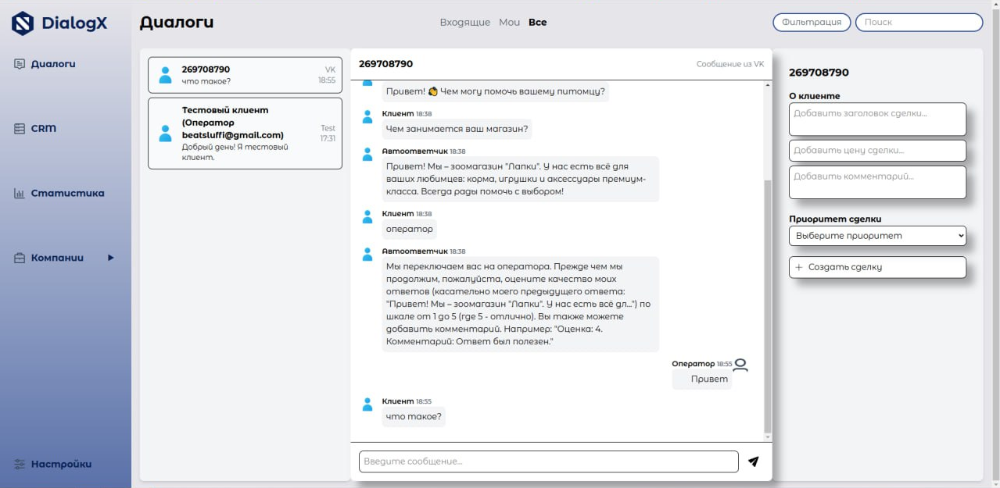 DialogX
Диалоги
CRM
Статистика
Компании
Настройки
Диалоги
Входящие Мои Все
Фильтрация
Поиск
269708790
что такое?
VK
18:55
Тестовый клиент
(Оператор
beatsluffi@gmail.com)
Добрый день! Я тестовый
клиент.
Test
17:31
269708790
Сообщение из VK
Привет! 👋 Чем могу помочь вашему питомцу?
Клиент 18:38
Чем занимается ваш магазин?
Автоответчик 18:38
Привет! Мы – зоомагазин "Лапки". У нас есть всё для
ваших любимцев: корма, игрушки и аксессуары премиум-
класса. Всегда рады помочь с выбором!
Клиент 18:38
оператор
Автоответчик 18:38
Мы переключаем вас на оператора. Прежде чем мы
продолжим, пожалуйста, оцените качество моих
ответов (касательно моего предыдущего ответа:
"Привет! Мы – зоомагазин "Лапки". У нас есть всё дл...") по
шкале от 1 до 5 (где 5 - отлично). Вы также можете
добавить комментарий. Например: "Оценка: 4.
Комментарий: Ответ был полезен."
Оператор 18:55
Привет
Клиент 18:55
что такое?
Введите сообщение...
269708790
О клиенте
Добавить заголовок сделки...
Добавить цену сделки...
Добавить комментарий...
Приоритет сделки
Выберите приоритет
+ Создать сделку